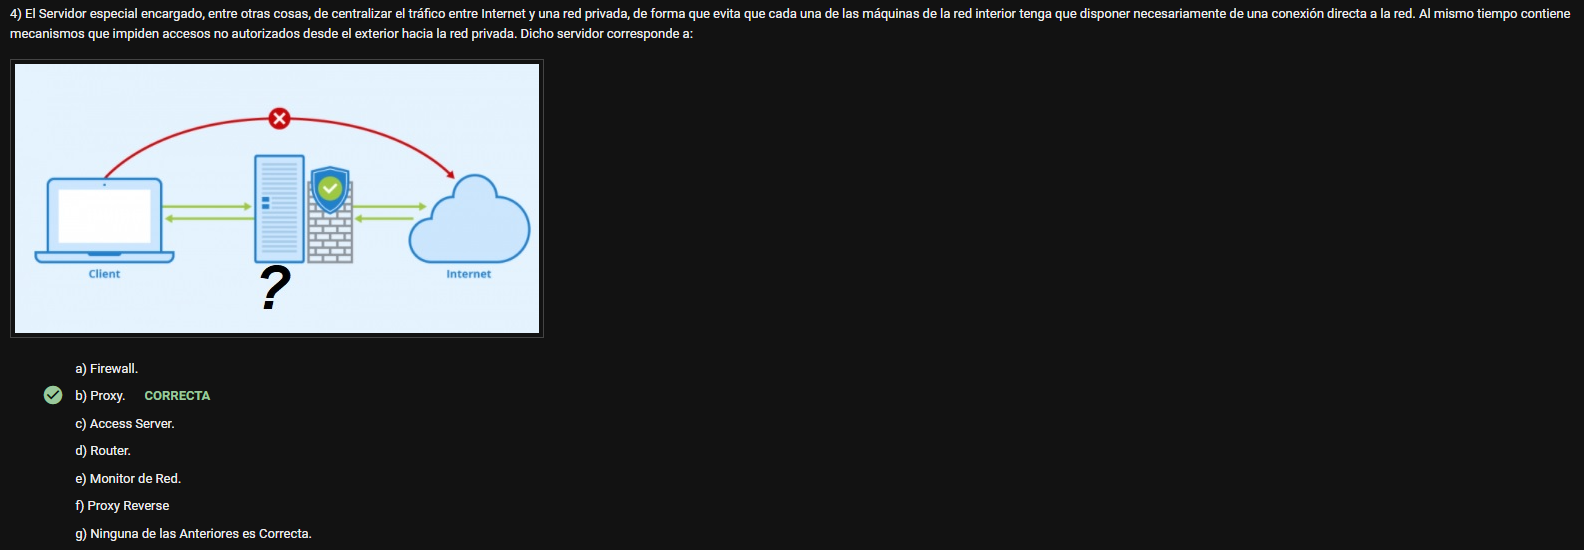 4) El Servidor especial encargado, entre otras cosas, de centralizar el tráfico entre Internet y una red privada, de forma que evita que cada una de las máquinas de la red interior tenga que disponer necesariamente de una conexión directa a la red. Al mismo tiempo contiene
mecanismos que impiden accesos no autorizados desde el exterior hacia la red privada. Dicho servidor corresponde a:
Client
Internet
?
a) Firewall.
b) Proxy. CORRECTA
c) Access Server.
d) Router.
e) Monitor de Red.
f) Proxy Reverse
g) Ninguna de las Anteriores es Correcta.